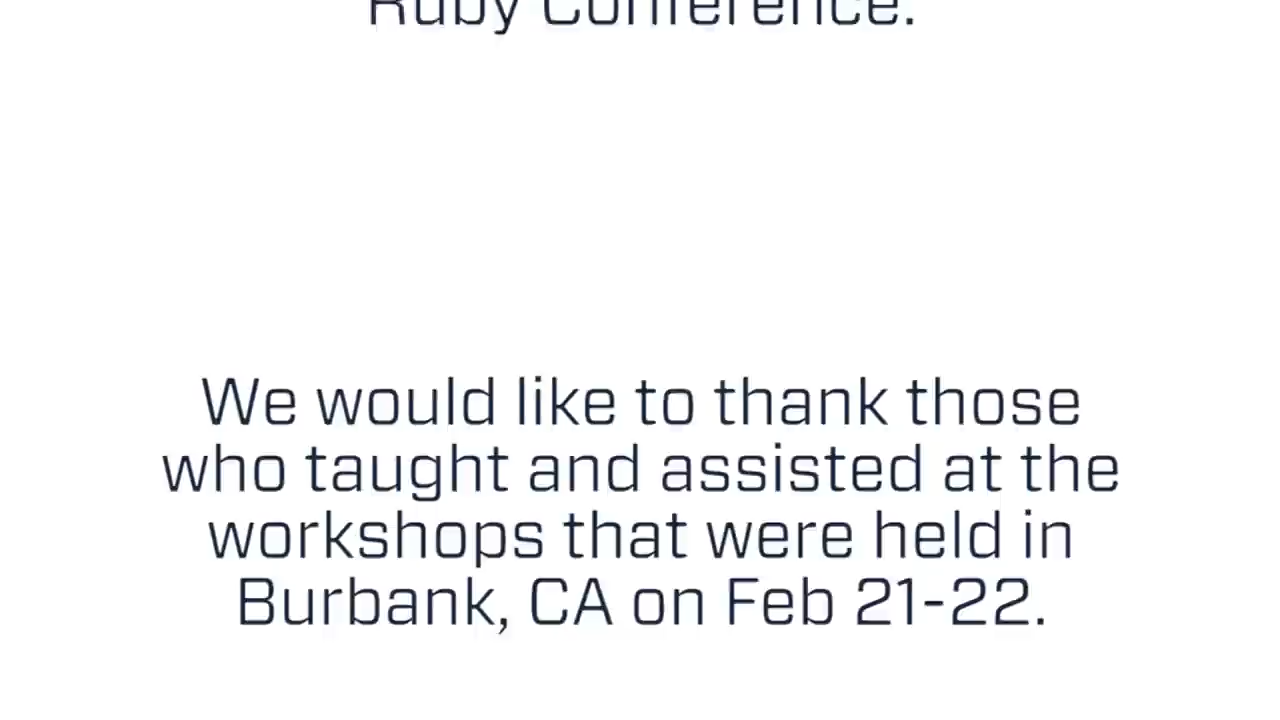 Ruby Conference.
We would like to thank those
who taught and assisted at the
workshops that were held in
Burbank, CA on Feb 21-22.